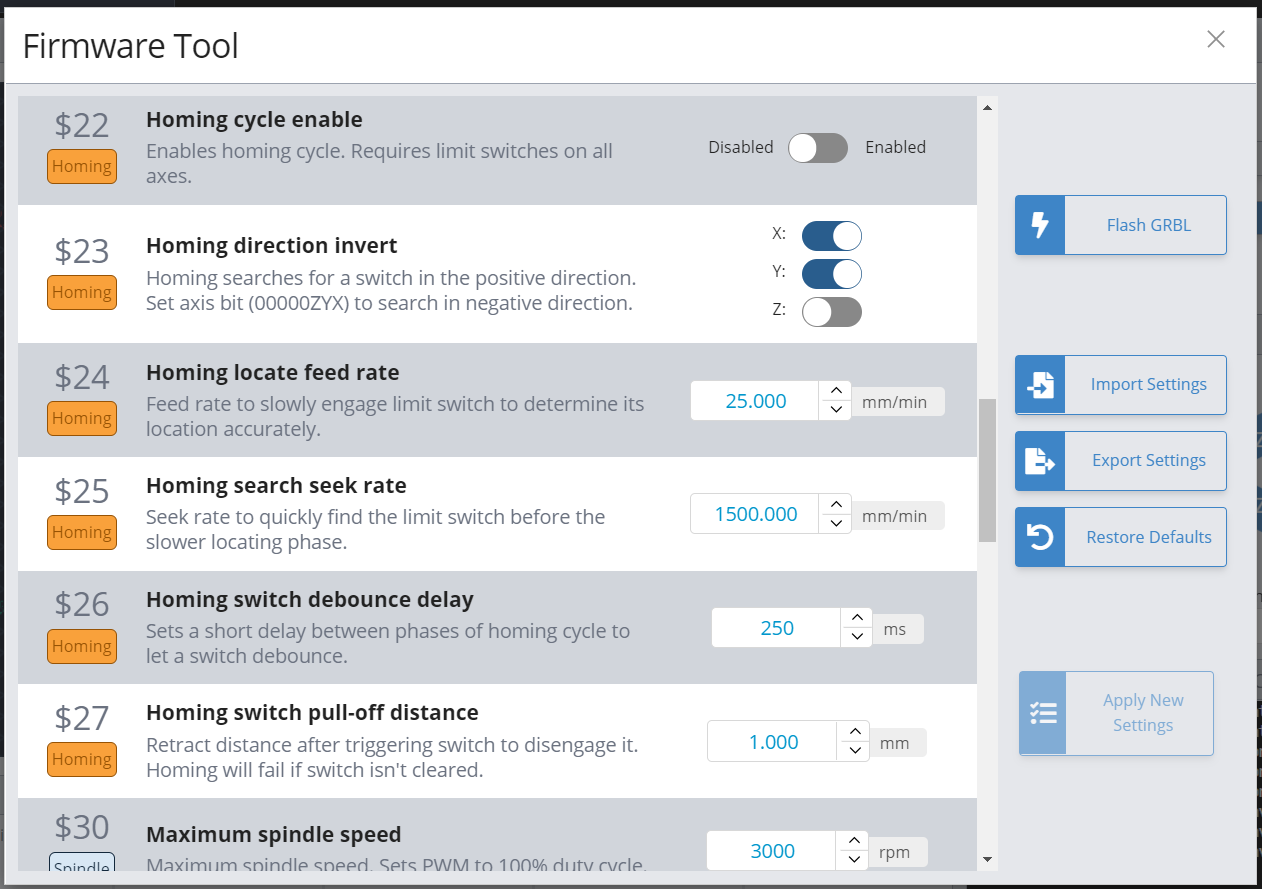 Firmware Tool
$22
Homing
Homing cycle enable
Enables homing cycle. Requires limit switches on all
axes.
Disabled
Enabled
$23
Homing
Homing direction invert
Homing searches for a switch in the positive direction.
Set axis bit (00000ZYX) to search in negative direction.
X:
Y:
Z:
$24
Homing
Homing locate feed rate
Feed rate to slowly engage limit switch to determine its
location accurately.
25.000
mm/min
$25
Homing
Homing search seek rate
Seek rate to quickly find the limit switch before the
slower locating phase.
1500.000
mm/min
$26
Homing
Homing switch debounce delay
Sets a short delay between phases of homing cycle to
let a switch debounce.
250
ms
$27
Homing
Homing switch pull-off distance
Retract distance after triggering switch to disengage it.
Homing will fail if switch isn't cleared.
1.000
mm
$30
Spindle
Maximum spindle speed
Maximum spindle speed. Sets PWM to 100% duty cycle.
3000
rpm
Flash GRBL
Import Settings
Export Settings
Restore Defaults
Apply New
Settings